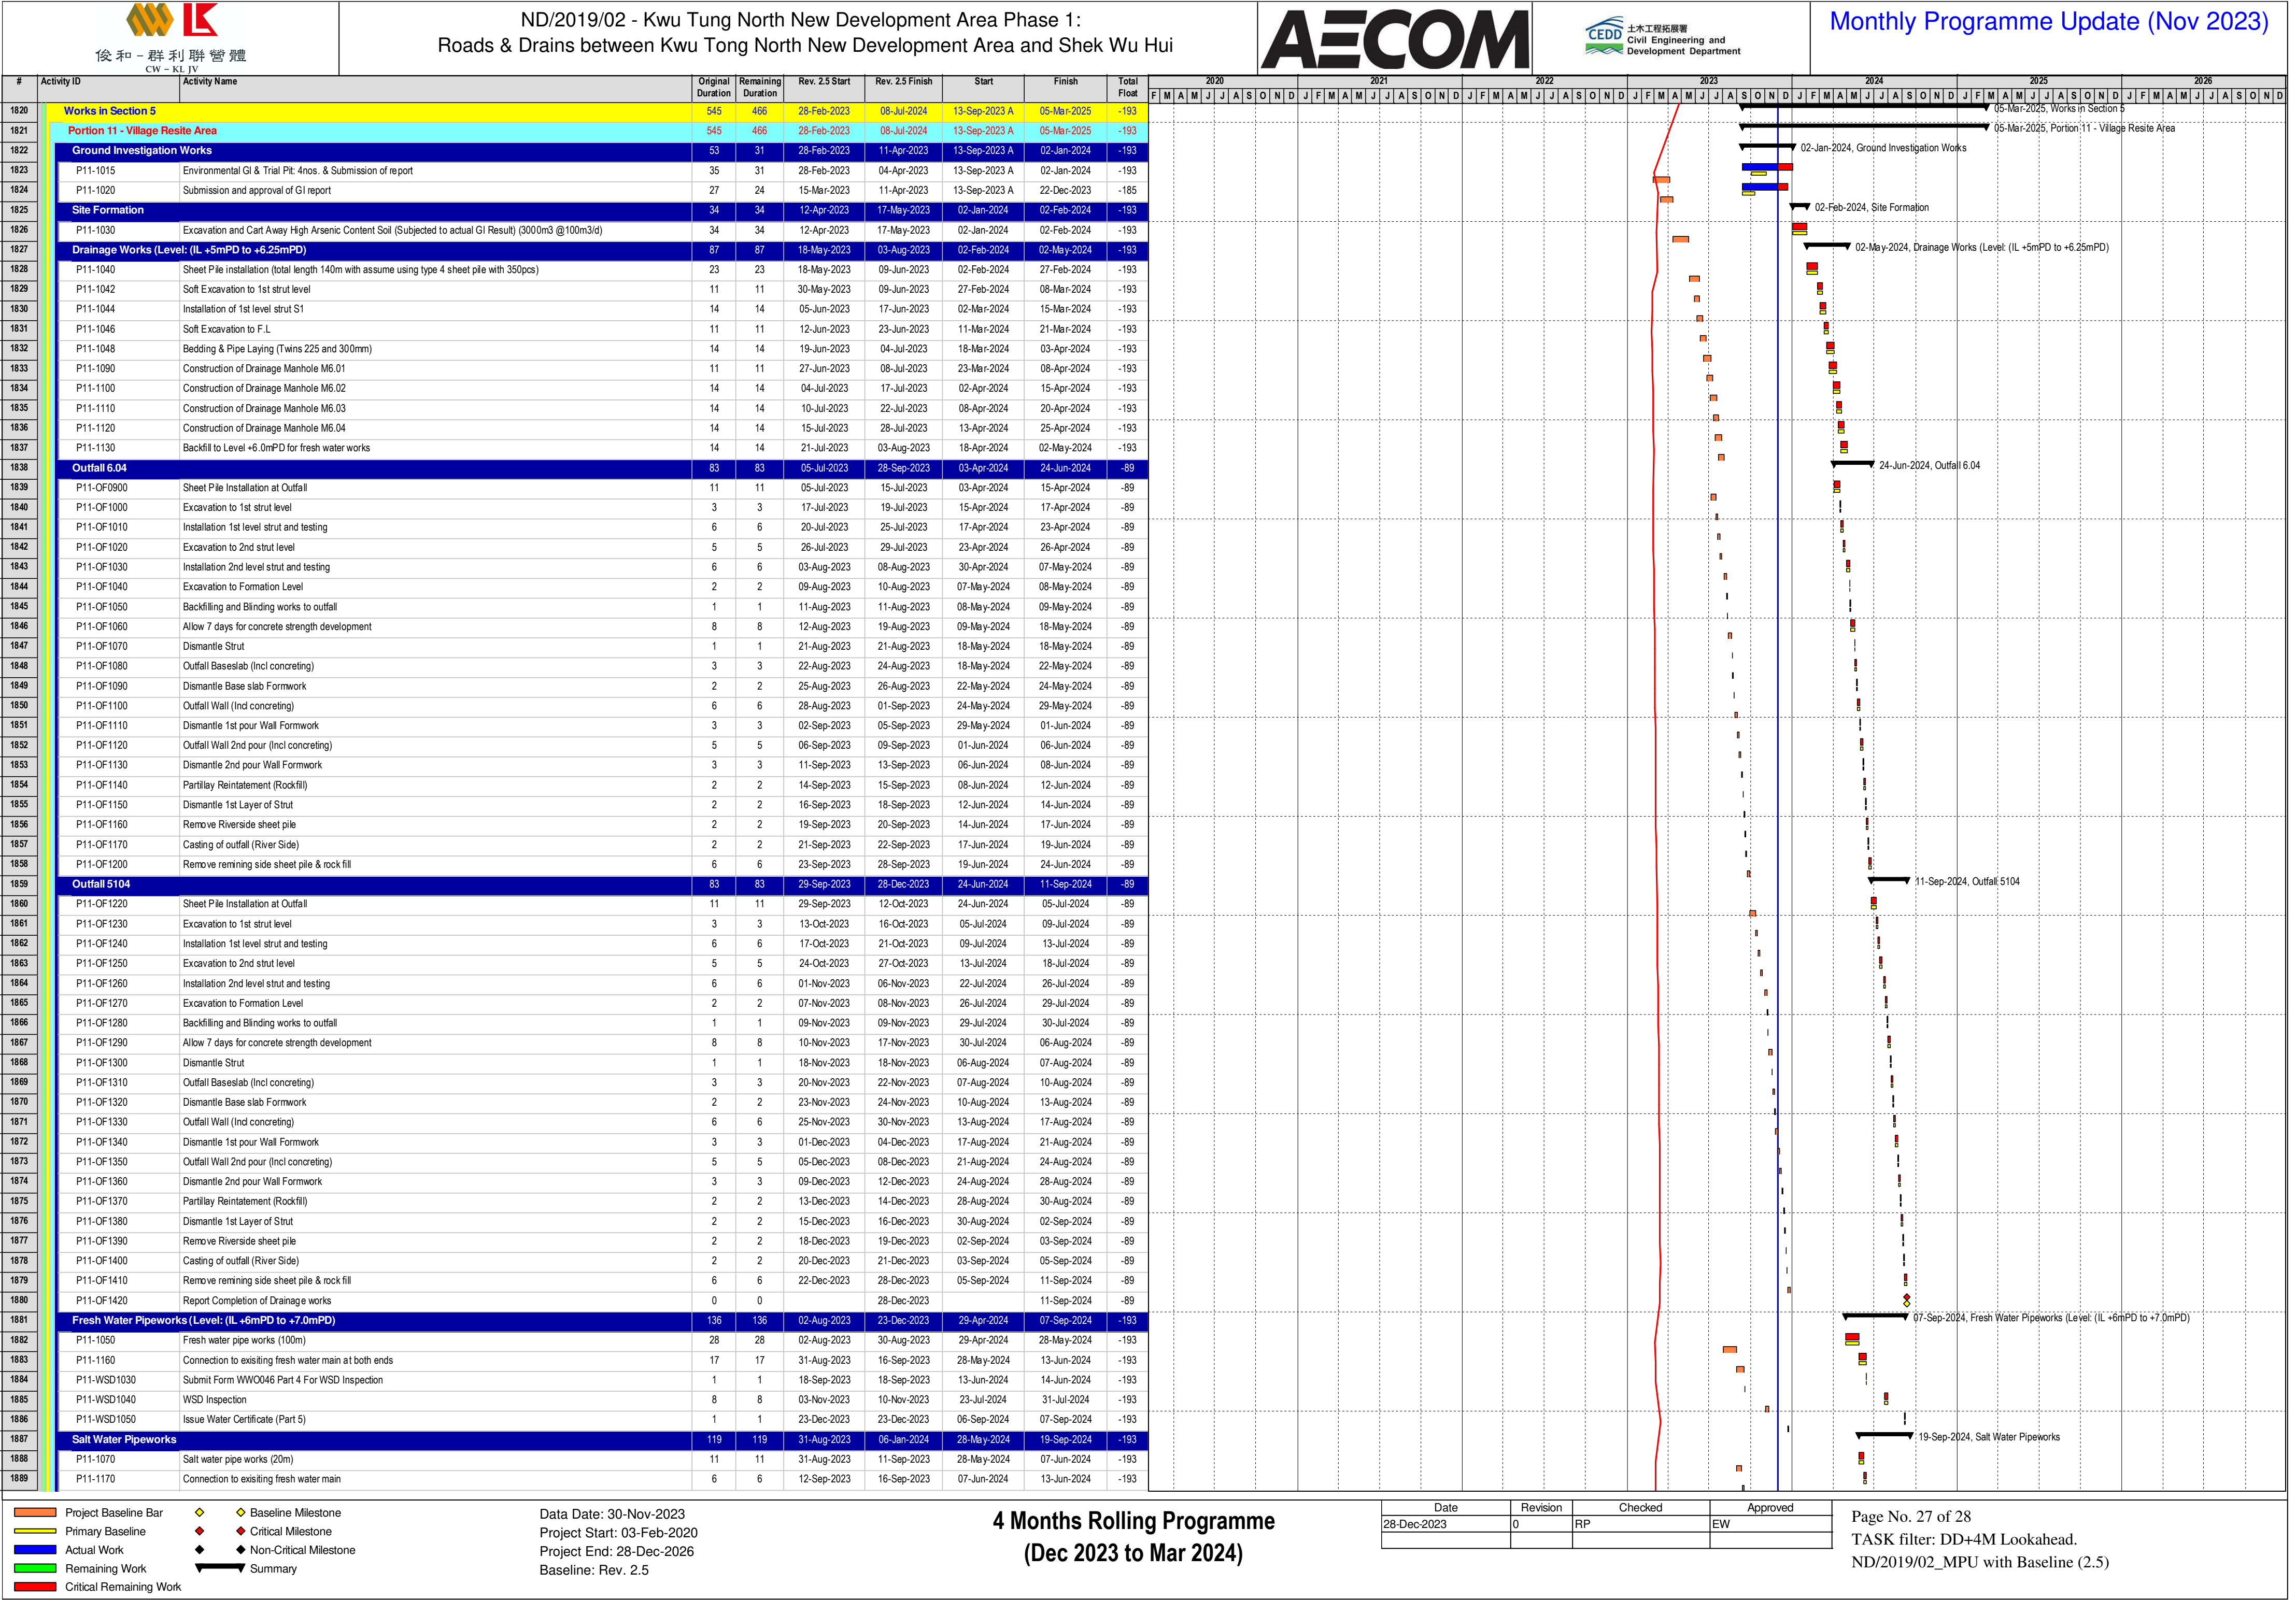 俊和-群利聯營體
CW – KL JV
ND/2019/02 - Kwu Tung North New Development Area Phase 1:
Roads & Drains between Kwu Tong North New Development Area and Shek Wu Hui
AECOM
CEDD
土木工程拓展署
Civil Engineering and
Development Department
Monthly Programme Update (Nov 2023)
# Activity ID Activity Name Original Duration Remaining Duration Rev. 2.5 Start Rev. 2.5 Finish Start Finish Total Float 2020 2021 2022 2023 2024 2025 2026
F M A M J J A S O N D J F M A M J J A S O N D J F M A M J J A S O N D J F M A M J J A S O N D J F M A M J J A S O N D J F M A M J J A S O N D J F M A M J J A S O N D
1820 Works in Section 5 545 466 28-Feb-2023 08-Jul-2024 13-Sep-2023 A 05-Mar-2025 -193 05-Mar-2025, Works in Section 5
1821 Portion 11 - Village Resite Area 545 466 28-Feb-2023 08-Jul-2024 13-Sep-2023 A 05-Mar-2025 -193 05-Mar-2025, Portion 11 - Village Resite Area
1822 Ground Investigation Works 53 31 28-Feb-2023 11-Apr-2023 13-Sep-2023 A 02-Jan-2024 -193 02-Jan-2024, Ground Investigation Works
1823 P11-1015 Environmental GI & Trial Pit: 4nos. & Submission of report 35 31 28-Feb-2023 04-Apr-2023 13-Sep-2023 A 02-Jan-2024 -193
1824 P11-1020 Submission and approval of GI report 27 24 15-Mar-2023 11-Apr-2023 13-Sep-2023 A 22-Dec-2023 -185
1825 Site Formation 34 34 12-Apr-2023 17-May-2023 02-Jan-2024 02-Feb-2024 -193 02-Feb-2024, Site Formation
1826 P11-1030 Excavation and Cart Away High Arsenic Content Soil (Subjected to actual GI Result) (3000m3 @100m3/d) 34 34 12-Apr-2023 17-May-2023 02-Jan-2024 02-Feb-2024 -193
1827 Drainage Works (Level: (IL +5mPD to +6.25mPD) 87 87 18-May-2023 03-Aug-2023 02-Feb-2024 02-May-2024 -193 02-May-2024, Drainage Works (Level: (IL +5mPD to +6.25mPD)
1828 P11-1040 Sheet Pile installation (total length 140m with assume using type 4 sheet pile with 350pcs) 23 23 18-May-2023 09-Jun-2023 02-Feb-2024 27-Feb-2024 -193
1829 P11-1042 Soft Excavation to 1st strut level 11 11 30-May-2023 09-Jun-2023 27-Feb-2024 08-Mar-2024 -193
1830 P11-1044 Installation of 1st level strut S1 14 14 05-Jun-2023 17-Jun-2023 02-Mar-2024 15-Mar-2024 -193
1831 P11-1046 Soft Excavation to F.L 11 11 12-Jun-2023 23-Jun-2023 11-Mar-2024 21-Mar-2024 -193
1832 P11-1048 Bedding & Pipe Laying (Twins 225 and 300mm) 14 14 19-Jun-2023 04-Jul-2023 18-Mar-2024 03-Apr-2024 -193
1833 P11-1090 Construction of Drainage Manhole M6.01 11 11 27-Jun-2023 08-Jul-2023 23-Mar-2024 08-Apr-2024 -193
1834 P11-1100 Construction of Drainage Manhole M6.02 14 14 04-Jul-2023 17-Jul-2023 02-Apr-2024 15-Apr-2024 -193
1835 P11-1110 Construction of Drainage Manhole M6.03 14 14 10-Jul-2023 22-Jul-2023 08-Apr-2024 20-Apr-2024 -193
1836 P11-1120 Construction of Drainage Manhole M6.04 14 14 15-Jul-2023 28-Jul-2023 13-Apr-2024 25-Apr-2024 -193
1837 P11-1130 Backfill to Level +6.0mPD for fresh water works 14 14 21-Jul-2023 03-Aug-2023 18-Apr-2024 02-May-2024 -193
1838 Outfall 6.04 83 83 05-Jul-2023 28-Sep-2023 03-Apr-2024 24-Jun-2024 -89 24-Jun-2024, Outfall 6.04
1839 P11-OF0900 Sheet Pile Installation at Outfall 11 11 05-Jul-2023 15-Jul-2023 03-Apr-2024 15-Apr-2024 -89
1840 P11-OF1000 Excavation to 1st strut level 3 3 17-Jul-2023 19-Jul-2023 15-Apr-2024 17-Apr-2024 -89
1841 P11-OF1010 Installation 1st level strut and testing 6 6 20-Jul-2023 25-Jul-2023 17-Apr-2024 23-Apr-2024 -89
1842 P11-OF1020 Excavation to 2nd strut level 5 5 26-Jul-2023 29-Jul-2023 23-Apr-2024 26-Apr-2024 -89
1843 P11-OF1030 Installation 2nd level strut and testing 6 6 03-Aug-2023 08-Aug-2023 30-Apr-2024 07-May-2024 -89
1844 P11-OF1040 Excavation to Formation Level 2 2 09-Aug-2023 10-Aug-2023 07-May-2024 08-May-2024 -89
1845 P11-OF1050 Backfilling and Blinding works to outfall 1 1 11-Aug-2023 11-Aug-2023 08-May-2024 09-May-2024 -89
1846 P11-OF1060 Allow 7 days for concrete strength development 8 8 12-Aug-2023 19-Aug-2023 09-May-2024 18-May-2024 -89
1847 P11-OF1070 Dismantle Strut 1 1 21-Aug-2023 21-Aug-2023 18-May-2024 18-May-2024 -89
1848 P11-OF1080 Outfall Baseslab (Incl concreting) 3 3 22-Aug-2023 24-Aug-2023 18-May-2024 22-May-2024 -89
1849 P11-OF1090 Dismantle Base slab Formwork 2 2 25-Aug-2023 26-Aug-2023 22-May-2024 24-May-2024 -89
1850 P11-OF1100 Outfall Wall (Incl concreting) 6 6 28-Aug-2023 01-Sep-2023 24-May-2024 29-May-2024 -89
1851 P11-OF1110 Dismantle 1st pour Wall Formwork 3 3 02-Sep-2023 05-Sep-2023 29-May-2024 01-Jun-2024 -89
1852 P11-OF1120 Outfall Wall 2nd pour (Incl concreting) 5 5 06-Sep-2023 09-Sep-2023 01-Jun-2024 06-Jun-2024 -89
1853 P11-OF1130 Dismantle 2nd pour Wall Formwork 3 3 11-Sep-2023 13-Sep-2023 06-Jun-2024 08-Jun-2024 -89
1854 P11-OF1140 Partillay Reintatement (Rockfill) 2 2 14-Sep-2023 15-Sep-2023 08-Jun-2024 12-Jun-2024 -89
1855 P11-OF1150 Dismantle 1st Layer of Strut 2 2 16-Sep-2023 18-Sep-2023 12-Jun-2024 14-Jun-2024 -89
1856 P11-OF1160 Remove Riverside sheet pile 2 2 19-Sep-2023 20-Sep-2023 14-Jun-2024 17-Jun-2024 -89
1857 P11-OF1170 Casting of outfall (River Side) 2 2 21-Sep-2023 22-Sep-2023 17-Jun-2024 19-Jun-2024 -89
1858 P11-OF1200 Remove remining side sheet pile & rock fill 6 6 23-Sep-2023 28-Sep-2023 19-Jun-2024 24-Jun-2024 -89
1859 Outfall 5104 83 83 29-Sep-2023 28-Dec-2023 24-Jun-2024 11-Sep-2024 -89 11-Sep-2024, Outfall 5104
1860 P11-OF1220 Sheet Pile Installation at Outfall 11 11 29-Sep-2023 12-Oct-2023 24-Jun-2024 05-Jul-2024 -89
1861 P11-OF1230 Excavation to 1st strut level 3 3 13-Oct-2023 16-Oct-2023 05-Jul-2024 09-Jul-2024 -89
1862 P11-OF1240 Installation 1st level strut and testing 6 6 17-Oct-2023 21-Oct-2023 09-Jul-2024 13-Jul-2024 -89
1863 P11-OF1250 Excavation to 2nd strut level 5 5 24-Oct-2023 27-Oct-2023 13-Jul-2024 18-Jul-2024 -89
1864 P11-OF1260 Installation 2nd level strut and testing 6 6 01-Nov-2023 06-Nov-2023 22-Jul-2024 26-Jul-2024 -89
1865 P11-OF1270 Excavation to Formation Level 2 2 07-Nov-2023 08-Nov-2023 26-Jul-2024 29-Jul-2024 -89
1866 P11-OF1280 Backfilling and Blinding works to outfall 1 1 09-Nov-2023 09-Nov-2023 29-Jul-2024 30-Jul-2024 -89
1867 P11-OF1290 Allow 7 days for concrete strength development 8 8 10-Nov-2023 17-Nov-2023 30-Jul-2024 06-Aug-2024 -89
1868 P11-OF1300 Dismantle Strut 1 1 18-Nov-2023 18-Nov-2023 06-Aug-2024 07-Aug-2024 -89
1869 P11-OF1310 Outfall Baseslab (Incl concreting) 3 3 20-Nov-2023 22-Nov-2023 07-Aug-2024 10-Aug-2024 -89
1870 P11-OF1320 Dismantle Base slab Formwork 2 2 23-Nov-2023 24-Nov-2023 10-Aug-2024 13-Aug-2024 -89
1871 P11-OF1330 Outfall Wall (Incl concreting) 6 6 25-Nov-2023 30-Nov-2023 13-Aug-2024 17-Aug-2024 -89
1872 P11-OF1340 Dismantle 1st pour Wall Formwork 3 3 01-Dec-2023 04-Dec-2023 17-Aug-2024 21-Aug-2024 -89
1873 P11-OF1350 Outfall Wall 2nd pour (Incl concreting) 5 5 05-Dec-2023 08-Dec-2023 21-Aug-2024 24-Aug-2024 -89
1874 P11-OF1360 Dismantle 2nd pour Wall Formwork 3 3 09-Dec-2023 12-Dec-2023 24-Aug-2024 28-Aug-2024 -89
1875 P11-OF1370 Partillay Reintatement (Rockfill) 2 2 13-Dec-2023 14-Dec-2023 28-Aug-2024 30-Aug-2024 -89
1876 P11-OF1380 Dismantle 1st Layer of Strut 2 2 15-Dec-2023 16-Dec-2023 30-Aug-2024 02-Sep-2024 -89
1877 P11-OF1390 Remove Riverside sheet pile 2 2 18-Dec-2023 19-Dec-2023 02-Sep-2024 03-Sep-2024 -89
1878 P11-OF1400 Casting of outfall (River Side) 2 2 20-Dec-2023 21-Dec-2023 03-Sep-2024 05-Sep-2024 -89
1879 P11-OF1410 Remove remining side sheet pile & rock fill 6 6 22-Dec-2023 28-Dec-2023 05-Sep-2024 11-Sep-2024 -89
1880 P11-OF1420 Report Completion of Drainage works 0 0 28-Dec-2023 11-Sep-2024 -89
1881 Fresh Water Pipeworks (Level: (IL +6mPD to +7.0mPD) 136 136 02-Aug-2023 23-Dec-2023 29-Apr-2024 07-Sep-2024 -193 07-Sep-2024, Fresh Water Pipeworks (Level: (IL +6mPD to +7.0mPD)
1882 P11-1050 Fresh water pipe works (100m) 28 28 02-Aug-2023 30-Aug-2023 29-Apr-2024 28-May-2024 -193
1883 P11-1160 Connection to exisiting fresh water main at both ends 17 17 31-Aug-2023 16-Sep-2023 28-May-2024 13-Jun-2024 -193
1884 P11-WSD1030 Submit Form WWO046 Part 4 For WSD Inspection 1 1 18-Sep-2023 18-Sep-2023 13-Jun-2024 14-Jun-2024 -193
1885 P11-WSD1040 WSD Inspection 8 8 03-Nov-2023 10-Nov-2023 23-Jul-2024 31-Jul-2024 -193
1886 P11-WSD1050 Issue Water Certificate (Part 5) 1 1 23-Dec-2023 23-Dec-2023 06-Sep-2024 07-Sep-2024 -193
1887 Salt Water Pipeworks 119 119 31-Aug-2023 06-Jan-2024 28-May-2024 19-Sep-2024 -193 19-Sep-2024, Salt Water Pipeworks
1888 P11-1070 Salt water pipe works (20m) 11 11 31-Aug-2023 11-Sep-2023 28-May-2024 07-Jun-2024 -193
1889 P11-1170 Connection to exisiting fresh water main 6 6 12-Sep-2023 16-Sep-2023 07-Jun-2024 13-Jun-2024 -193
Project Baseline Bar
Primary Baseline
Actual Work
Remaining Work
Critical Remaining Work
Baseline Milestone
Critical Milestone
Non-Critical Milestone
Summary
Data Date: 30-Nov-2023
Project Start: 03-Feb-2020
Project End: 28-Dec-2026
Baseline: Rev. 2.5
4 Months Rolling Programme
(Dec 2023 to Mar 2024)
Date Revision Checked Approved
28-Dec-2023 0 RP EW
Page No. 27 of 28
TASK filter: DD+4M Lookahead.
ND/2019/02_MPU with Baseline (2.5)